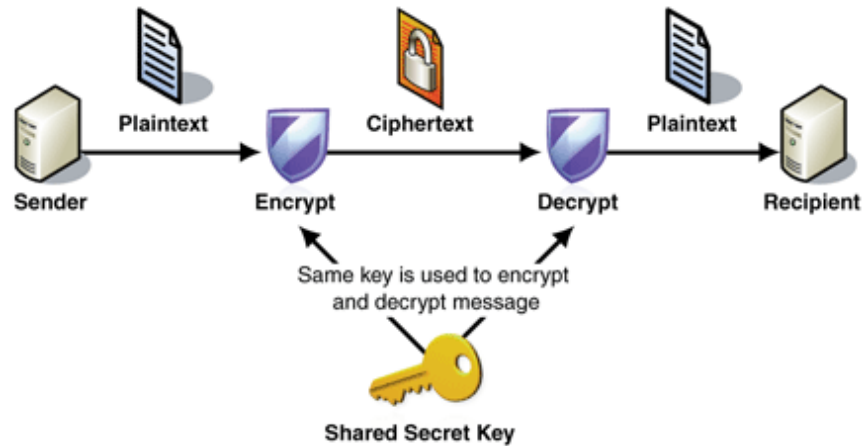 Plaintext
Ciphertext
Plaintext
Sender
Encrypt
Decrypt
Recipient
Same key is used to encrypt
and decrypt message
Shared Secret Key